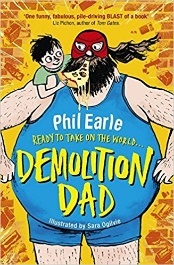 "One funny, fabulous, pile-driving BLAST of a book"
Liz Pichon, author of Tom Gates.
Phil Earle
READY TO TAKE ON THE WORLD...
DEMOLITION
DAD
Illustrated by Sara Ogilvie